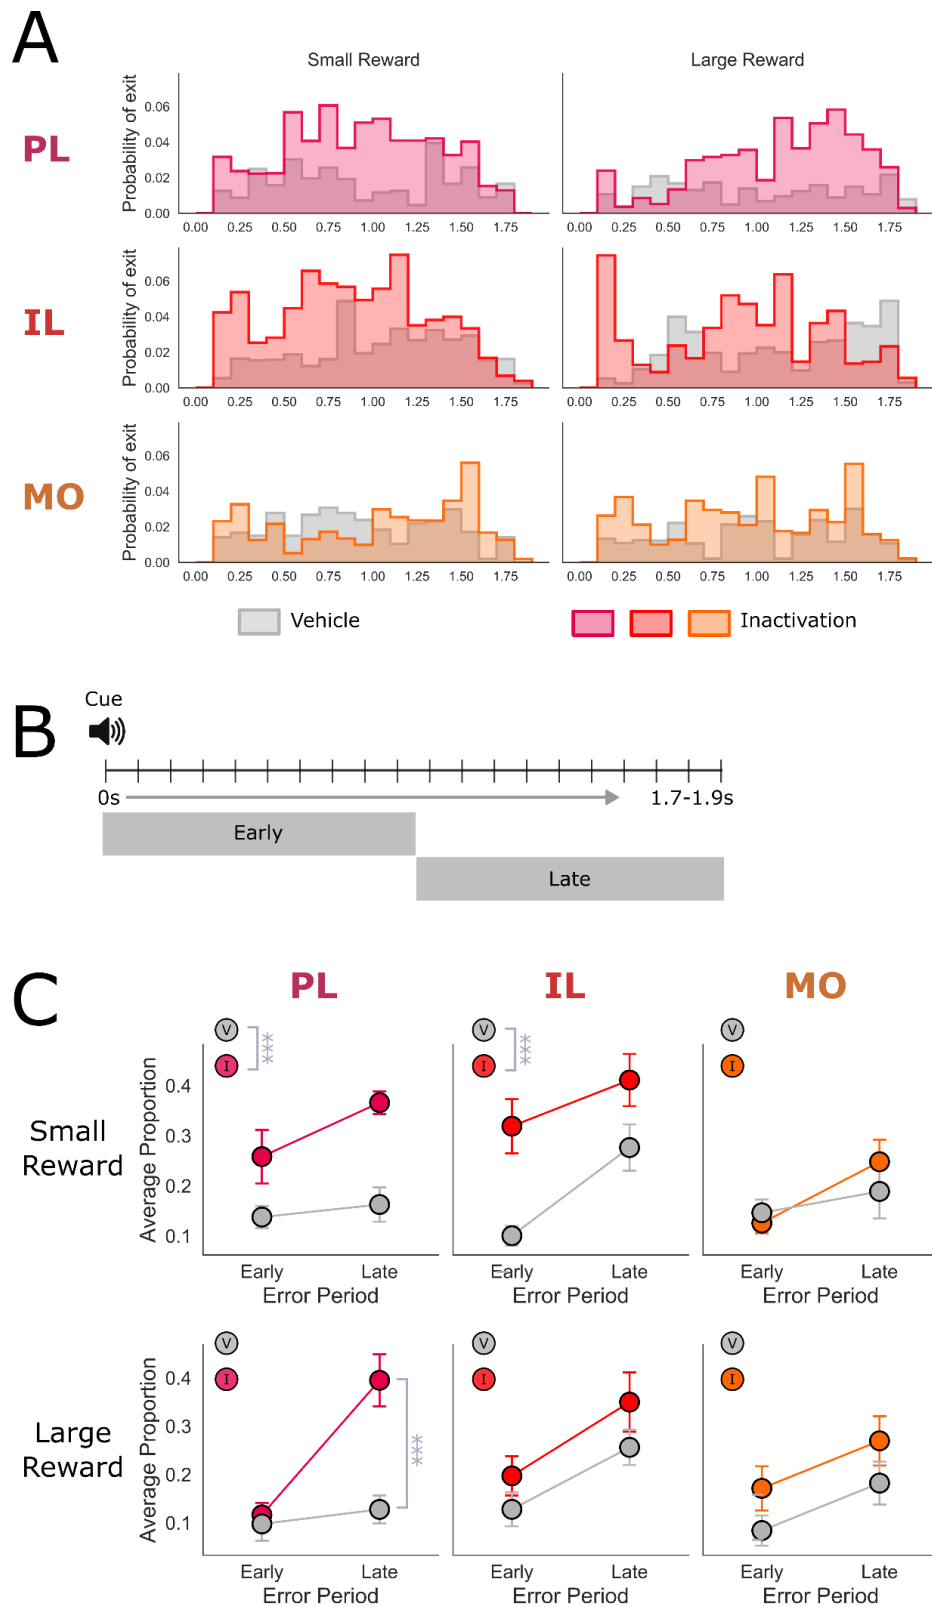 A
Small Reward
Large Reward
PL
Probability of exit
0.06
0.04
0.02
0.00
0.00 0.25 0.50 0.75 1.00 1.25 1.50 1.75
0.00 0.25 0.50 0.75 1.00 1.25 1.50 1.75
IL
Probability of exit
0.06
0.04
0.02
0.00
0.00 0.25 0.50 0.75 1.00 1.25 1.50 1.75
0.00 0.25 0.50 0.75 1.00 1.25 1.50 1.75
MO
Probability of exit
0.06
0.04
0.02
0.00
0.00 0.25 0.50 0.75 1.00 1.25 1.50 1.75
0.00 0.25 0.50 0.75 1.00 1.25 1.50 1.75
Vehicle
Inactivation
B
Cue
0s
1.7-1.9s
Early
Late
C
PL
IL
MO
Small
Reward
Average Proportion
0.4
0.3
0.2
0.1
V
I
***
Early Late
Error Period
V
I
***
Early Late
Error Period
V
I
Early Late
Error Period
Large
Reward
Average Proportion
0.4
0.3
0.2
0.1
V
I
***
Early Late
Error Period
V
I
Early Late
Error Period
V
I
Early Late
Error Period